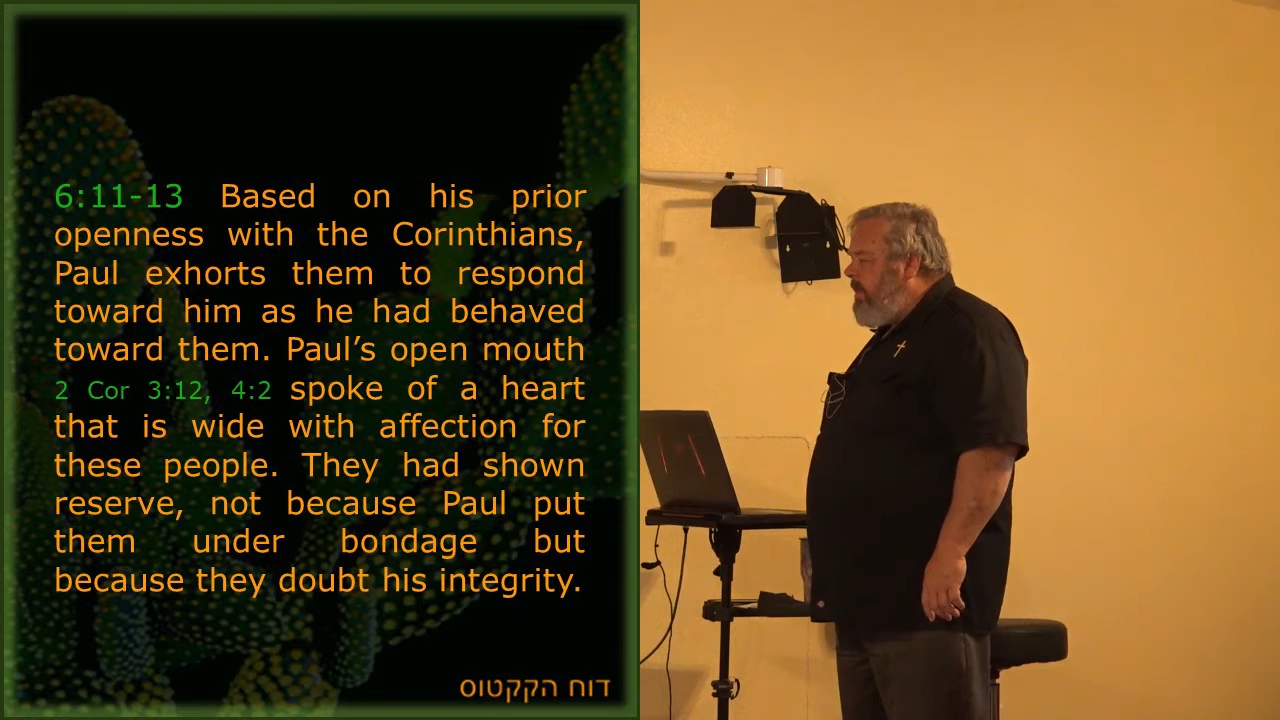 6:11-13 Based on his prior
openness with the Corinthians,
Paul exhorts them to respond
toward him as he had behaved
toward them. Paul’s open mouth
2 Cor 3:12, 4:2 spoke of a heart
that is wide with affection for
these people. They had shown
reserve, not because Paul put
them under bondage but
because they doubt his integrity.
דוח הקקטוס